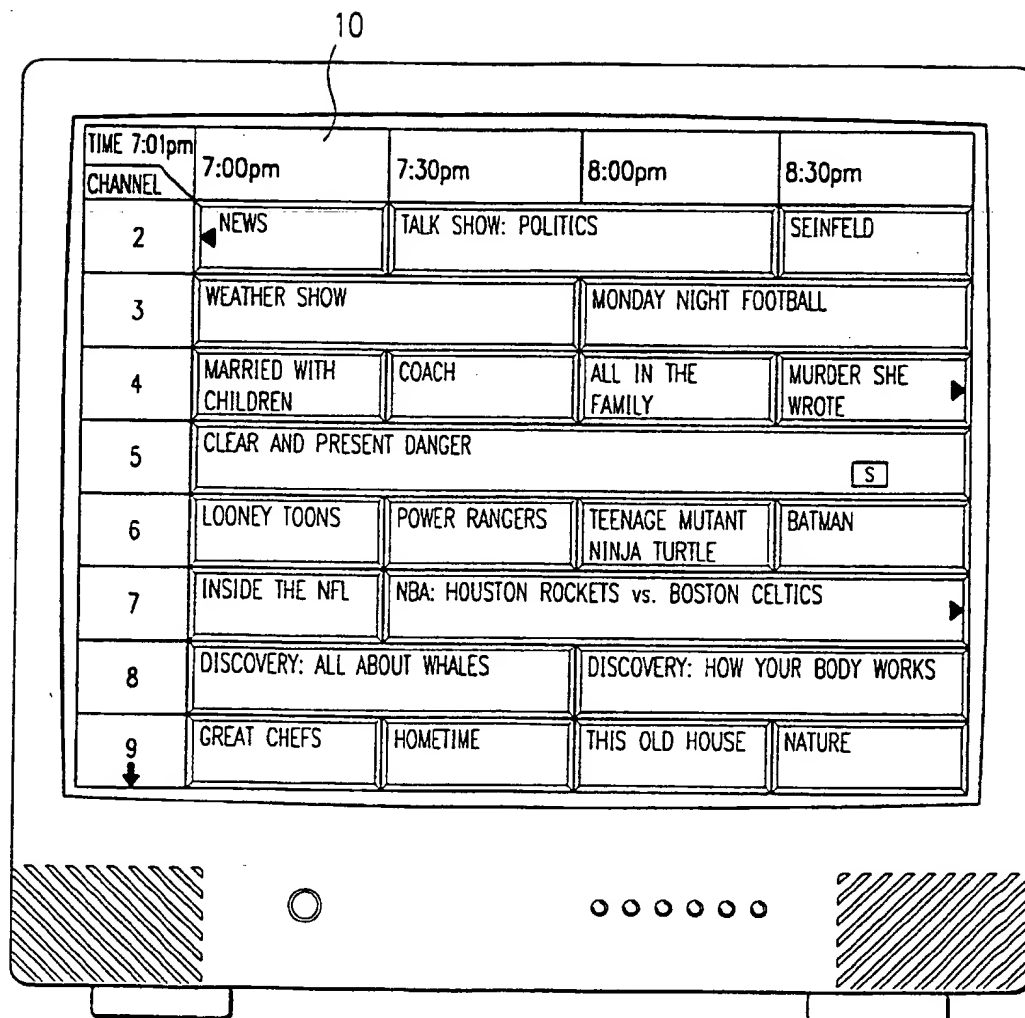 10
TIME 7:01pm
CHANNEL
7:00pm 7:30pm 8:00pm 8:30pm
2 NEWS TALK SHOW: POLITICS SEINFELD
3 WEATHER SHOW MONDAY NIGHT FOOTBALL
4 MARRIED WITH CHILDREN COACH ALL IN THE FAMILY MURDER SHE WROTE
5 CLEAR AND PRESENT DANGER
S
6 LOONEY TOONS POWER RANGERS TEENAGE MUTANT NINJA TURTLE BATMAN
7 INSIDE THE NFL NBA: HOUSTON ROCKETS vs. BOSTON CELTICS
8 DISCOVERY: ALL ABOUT WHALES DISCOVERY: HOW YOUR BODY WORKS
9 GREAT CHEFS HOMETIME THIS OLD HOUSE NATURE